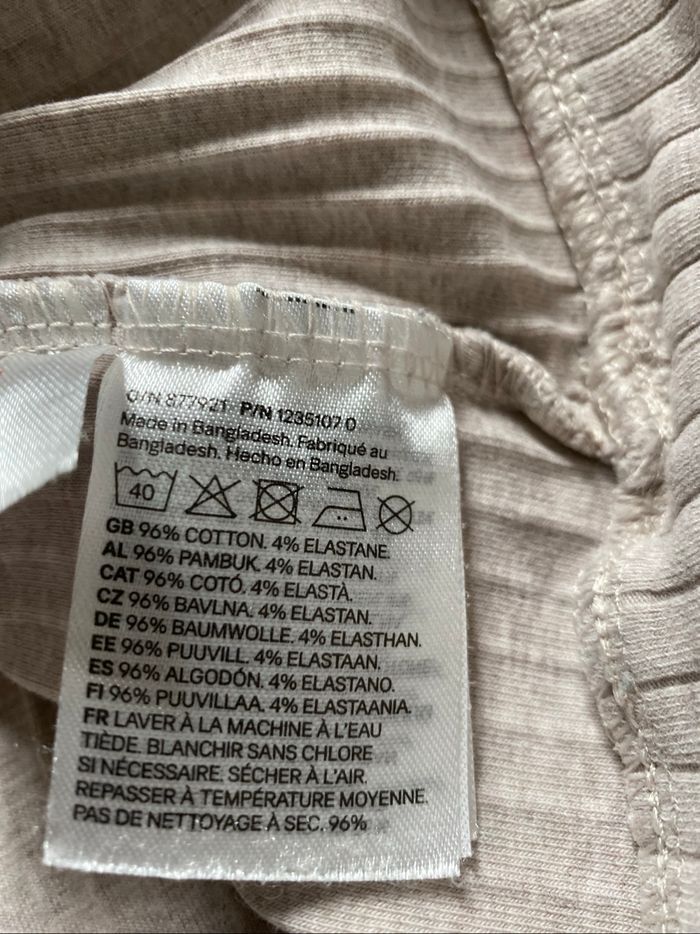 O/N 877921 P/N 1235107 0
Made in Bangladesh. Fabriqué au
Bangladesh. Hecho en Bangladesh.
40
GB 96% COTTON. 4% ELASTANE.
AL 96% PAMBUK. 4% ELASTAN.
CAT 96% COTÓ. 4% ELASTÀ.
CZ 96% BAVLNA. 4% ELASTAN.
DE 96% BAUMWOLLE. 4% ELASTHAN.
EE 96% PUUVILL. 4% ELASTAAN.
ES 96% ALGODÓN. 4% ELASTANO.
FI 96% PUUVILLAA. 4% ELASTAANIA.
FR LAVER À LA MACHINE À L'EAU
TIÈDE. BLANCHIR SANS CHLORE
SI NÉCESSAIRE. SÉCHER À L'AIR.
REPASSER À TEMPÉRATURE MOYENNE.
PAS DE NETTOYAGE À SEC. 96%